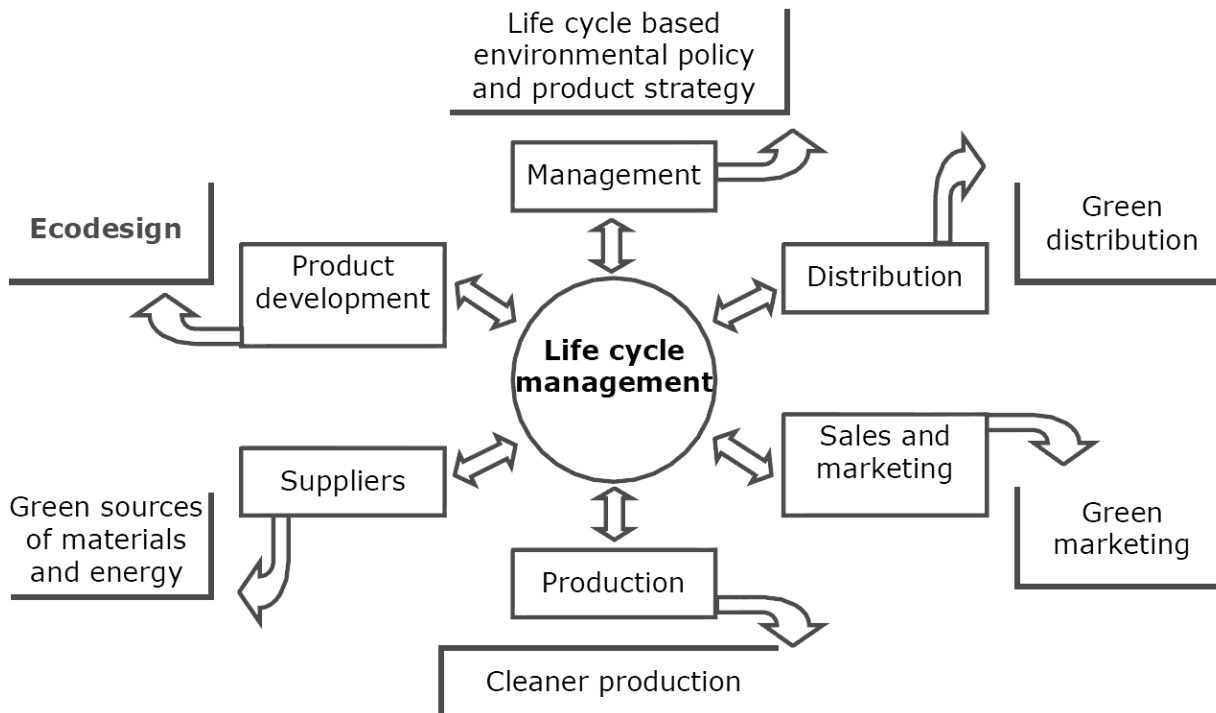 Life cycle based
environmental policy
and product strategy
Management
Ecodesign
Product
development
Distribution
Green
distribution
Life cycle
management
Suppliers
Sales and
marketing
Green sources
of materials
and energy
Green
marketing
Production
Cleaner production